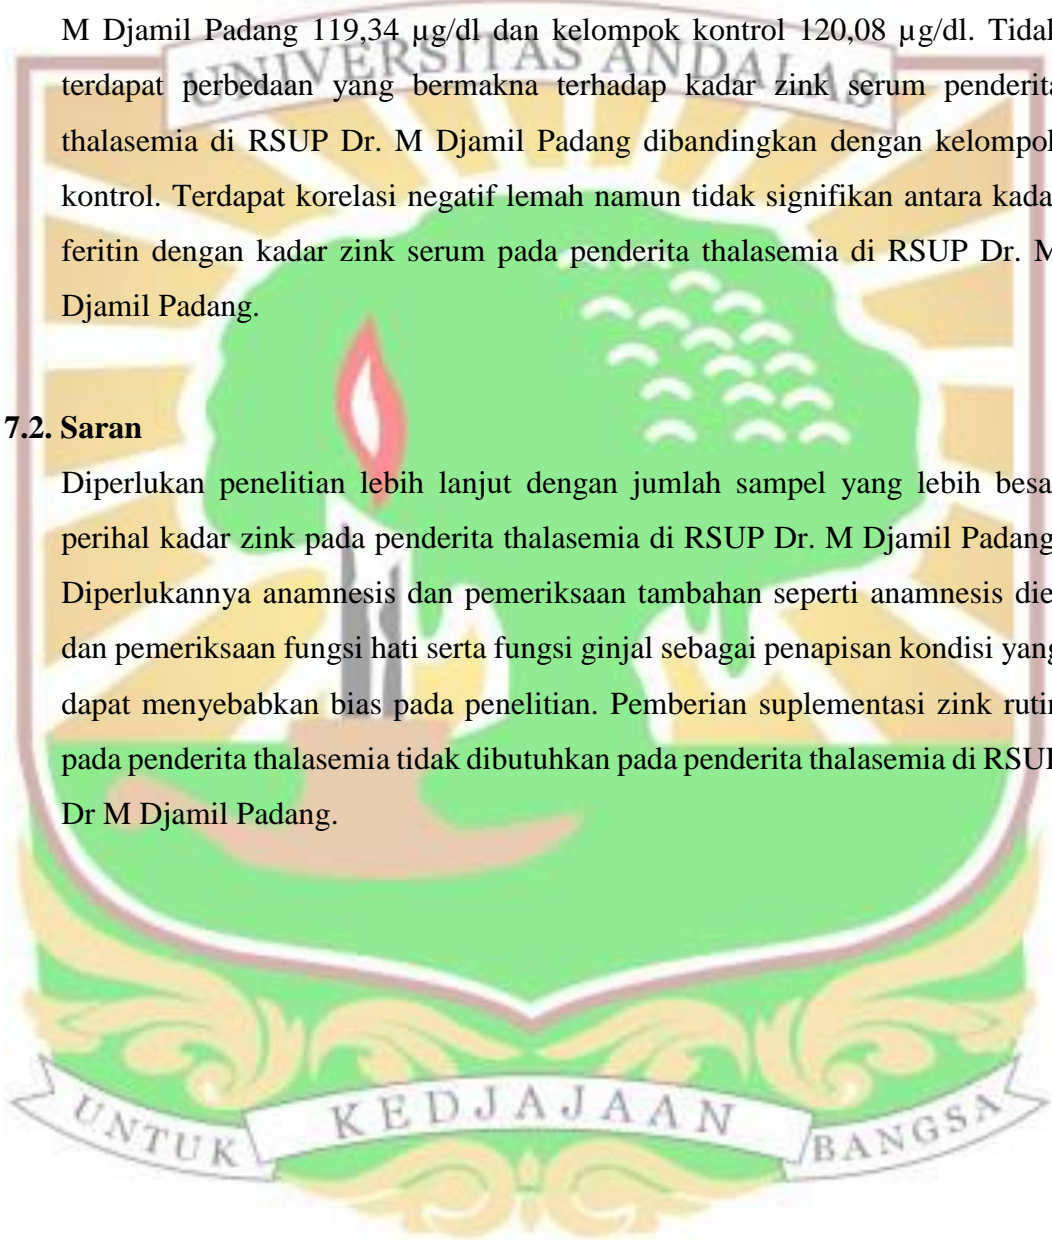 M Djamil Padang 119,34 µg/dl dan kelompok kontrol 120,08 µg/dl. Tidak
UNIVERSITAS ANDALAS
terdapat perbedaan yang bermakna terhadap kadar zink serum penderita
thalasemia di RSUP Dr. M Djamil Padang dibandingkan dengan kelompok
kontrol. Terdapat korelasi negatif lemah namun tidak signifikan antara kada
feritin dengan kadar zink serum pada penderita thalasemia di RSUP Dr. M
Djamil Padang.
7.2. Saran
Diperlukan penelitian lebih lanjut dengan jumlah sampel yang lebih besa
perihal kadar zink pada penderita thalasemia di RSUP Dr. M Djamil Padang
Diperlukannya anamnesis dan pemeriksaan tambahan seperti anamnesis die
dan pemeriksaan fungsi hati serta fungsi ginjal sebagai penapisan kondisi yang
dapat menyebabkan bias pada penelitian. Pemberian suplementasi zink rutin
pada penderita thalasemia tidak dibutuhkan pada penderita thalasemia di RSUP
Dr M Djamil Padang.
UNTUK KEDJAJAAN BANGSA